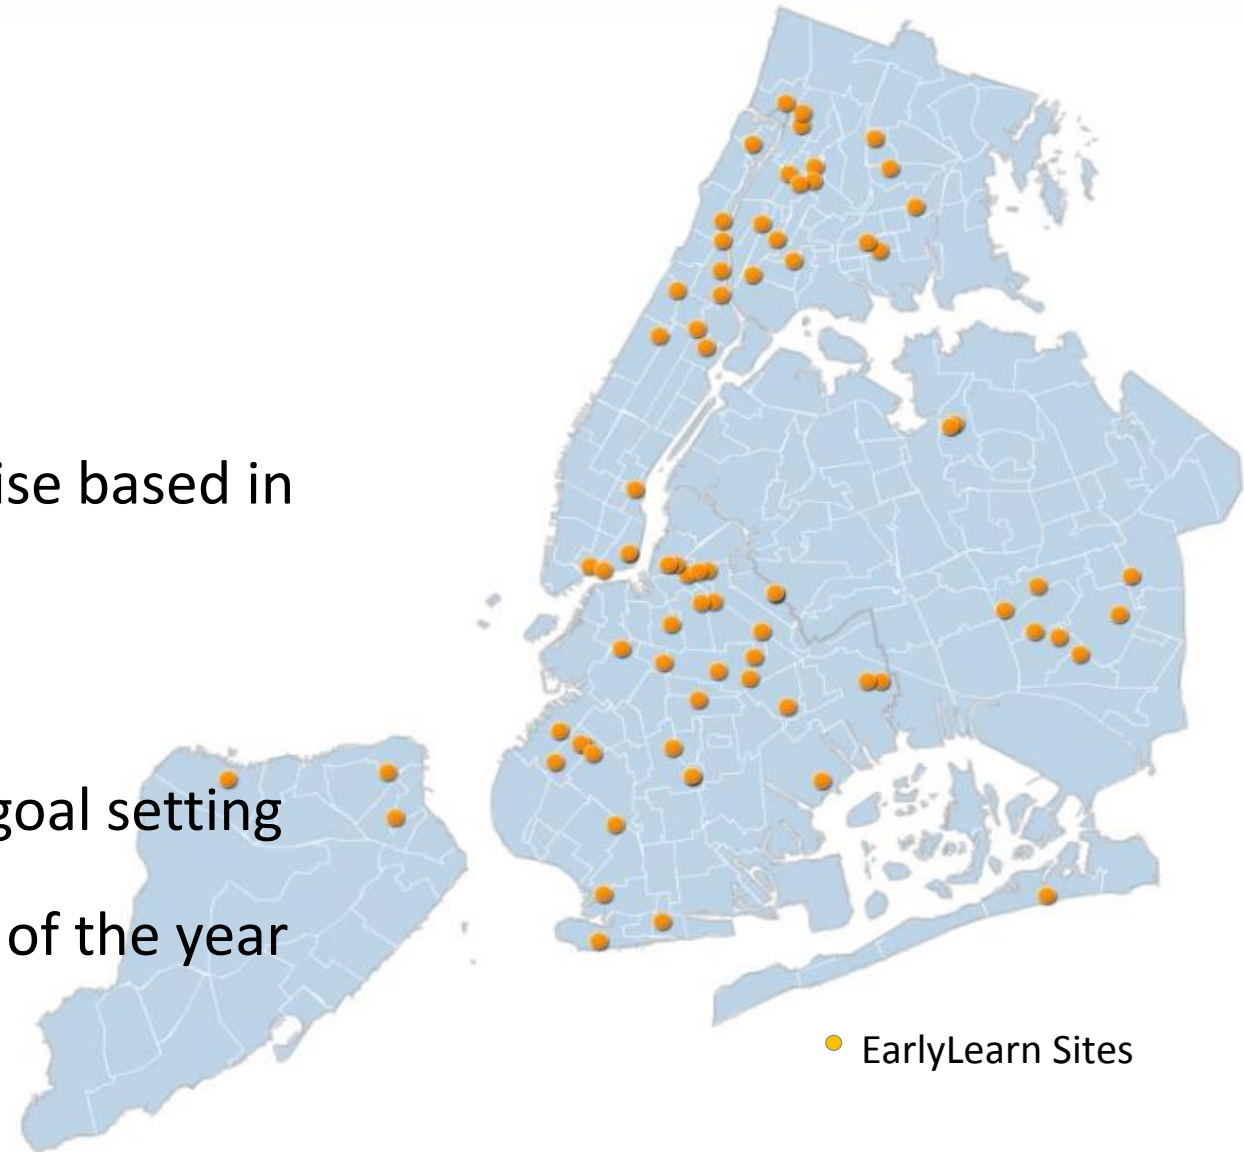 ise based in
goal setting
of the year
EarlyLearn Sites